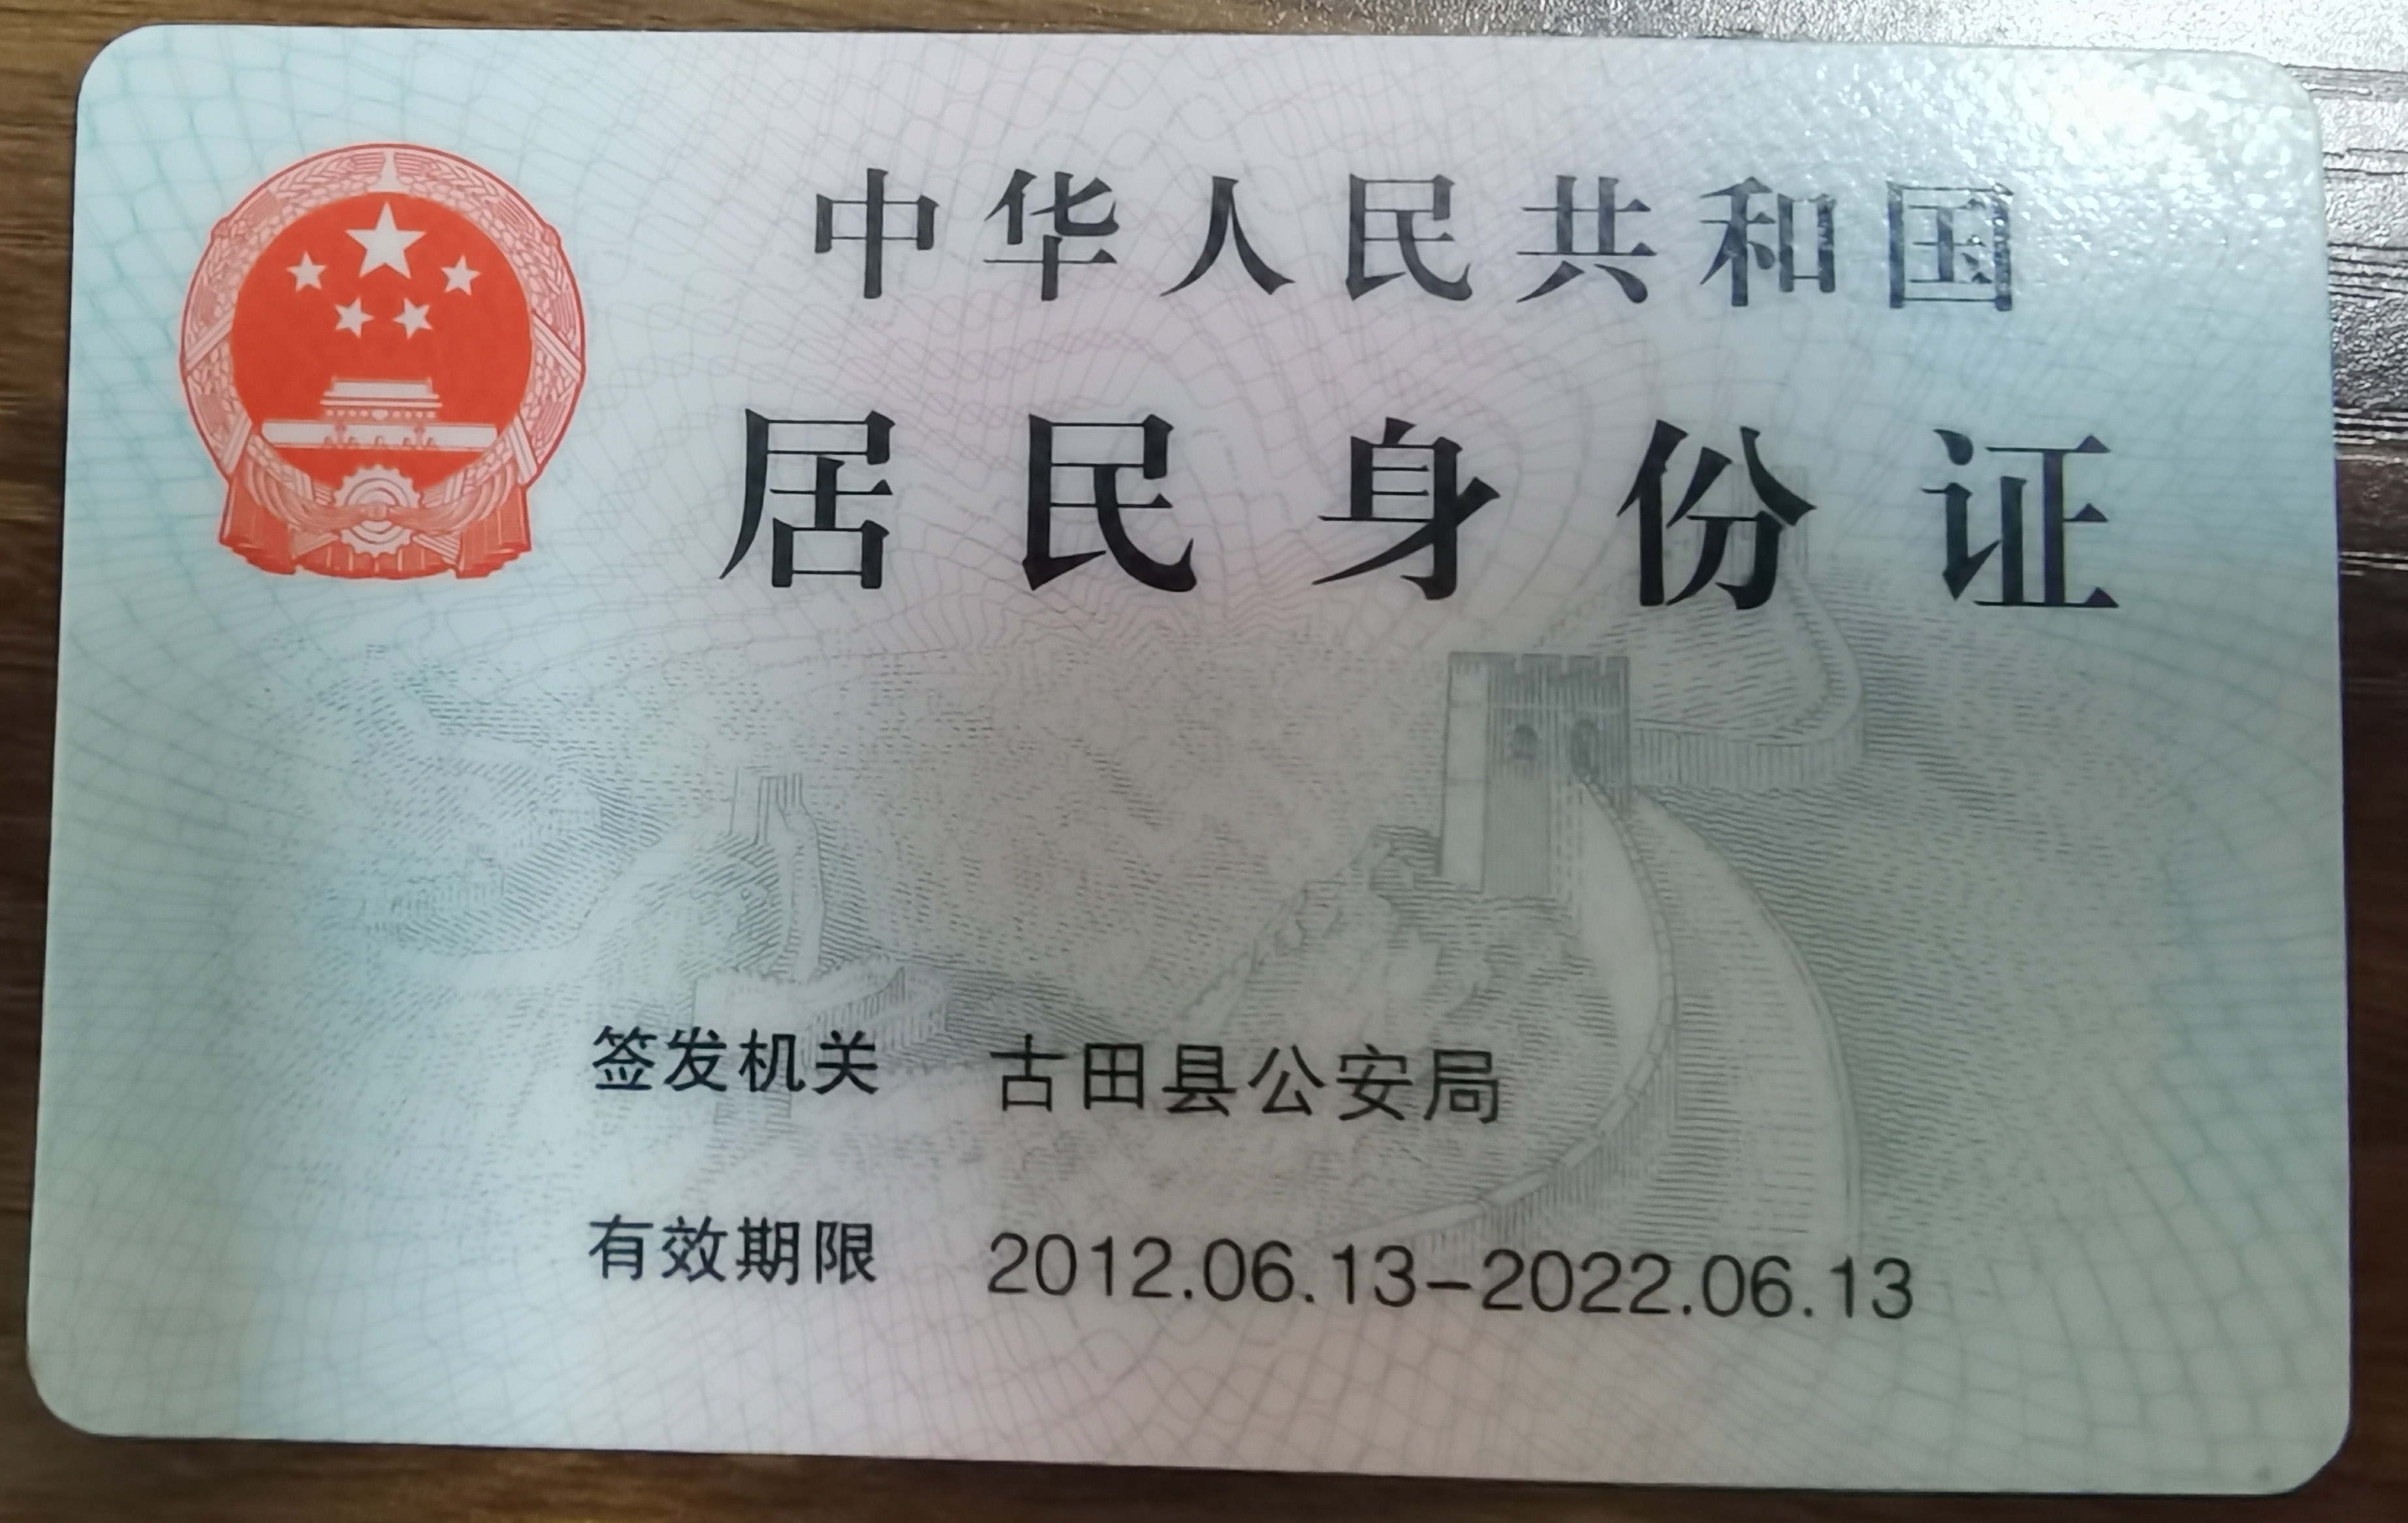 中华人民共和国
居民身份证
签发机关 古田县公安局
有效期限 2012.06.13-2022.06.13